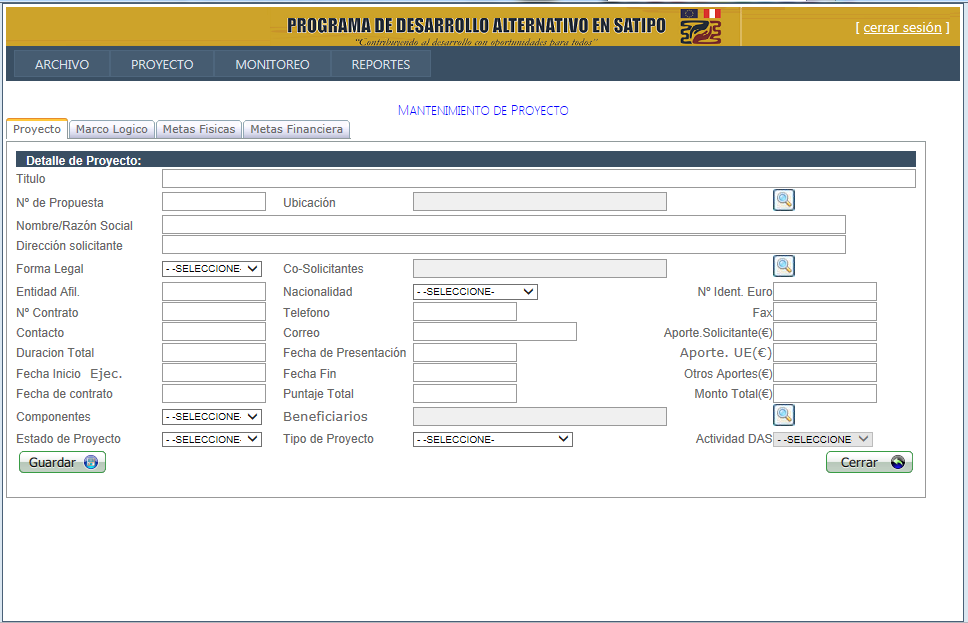 PROGRAMA DE DESARROLLO ALTERNATIVO EN SATIPO
"Contribuyendo al desarrollo con oportunidades para todos"
[ cerrar sesión ]
ARCHIVO PROYECTO MONITOREO REPORTES
MANTENIMIENTO DE PROYECTO
Proyecto Marco Logico Metas Fisicas Metas Financiera
Detalle de Proyecto:
Titulo
Nº de Propuesta Ubicación
Nombre/Razón Social
Dirección solicitante
Forma Legal - -SELECCIONE- Co-Solicitantes
Entidad Afil. Nacionalidad - -SELECCIONE- Nº Ident. Euro
Nº Contrato Telefono Fax
Contacto Correo Aporte.Solicitante(€)
Duracion Total Fecha de Presentación Aporte. UE(€)
Fecha Inicio Ejec. Fecha Fin Otros Aportes(€)
Fecha de contrato Puntaje Total Monto Total(€)
Componentes - -SELECCIONE- Beneficiarios
Estado de Proyecto - -SELECCIONE- Tipo de Proyecto - -SELECCIONE- Actividad DAS - -SELECCIONE
Guardar Cerrar